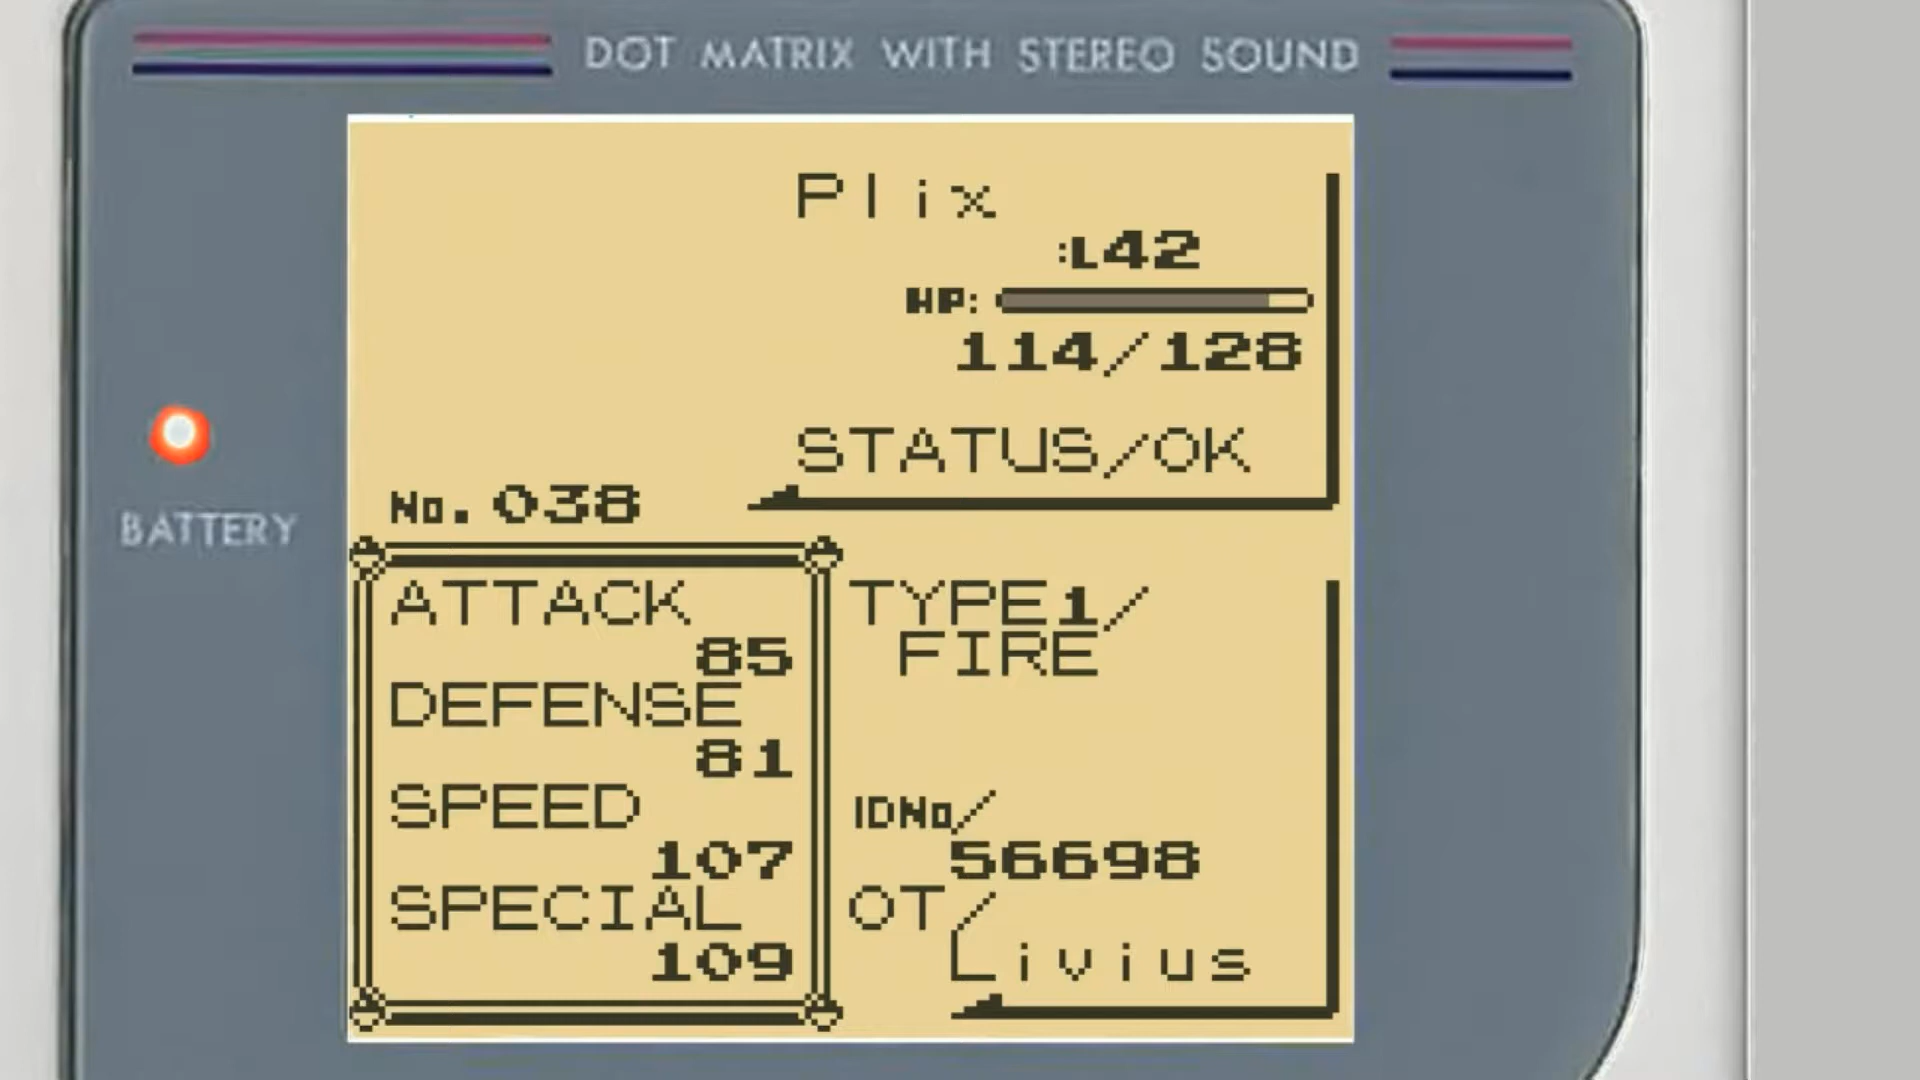 DOT MATRIX WITH STEREO SOUND
Plix
:L42
HP:
114/128
STATUS/OK
No. 038
BATTERY
ATTACK
85
DEFENSE
81
SPEED
107
SPECIAL
109
TYPE1/
FIRE
IDNo/
56698
OT/
Livius